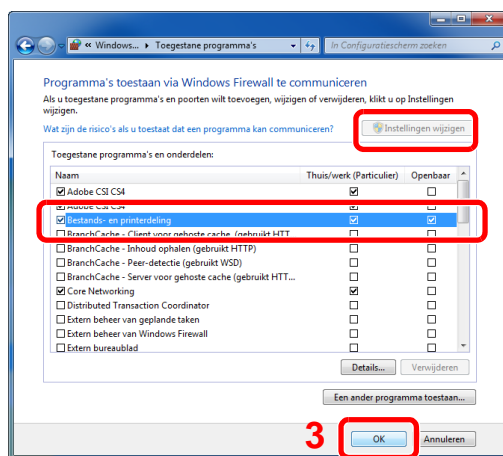 « Windows... ▸ Toegestane programma's
In Configuratiescherm zoeken
Programma's toestaan via Windows Firewall te communiceren
Als u toegestane programma's en poorten wilt toevoegen, wijzigen of verwijderen, klikt u op Instellingen
wijzigen.
Wat zijn de risico's als u toestaat dat een programma kan communiceren?
Instellingen wijzigen
Toegestane programma's en onderdelen:
Naam Thuis/werk (Particulier) Openbaar
Adobe CSI CS4
Adobe CSI CS4
Bestands- en printerdeling
BranchCache - Client voor gehoste cache (gebruikt HTT...
BranchCache - Inhoud ophalen (gebruikt HTTP)
BranchCache - Peer-detectie (gebruikt WSD)
BranchCache - Server voor gehoste cache (gebruikt HTT...
Core Networking
Distributed Transaction Coordinator
Extern beheer van geplande taken
Extern beheer van Windows Firewall
Extern bureaublad
Details... Verwijderen
Een ander programma toestaan...
3 OK Annuleren